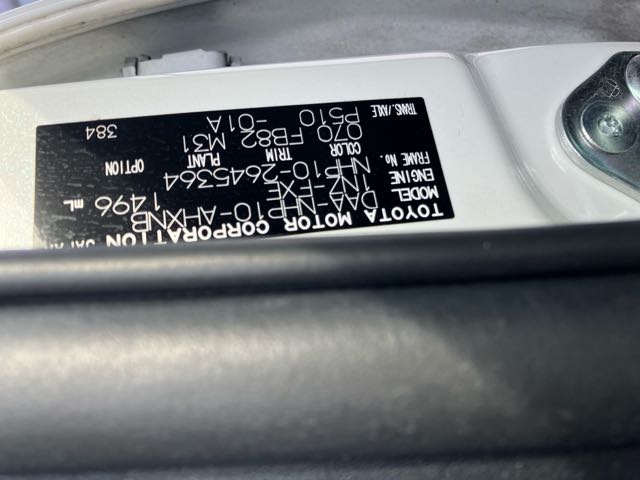 TOYOTA MOTOR CORPORATION JAPAN
MODEL DAA-NHP10-AHXNB
ENGINE 1NZ-FXE 1496 mL
FRAME No. NHP10-2645364
COLOR TRIM PLANT OPTION
070 FB82 M31 384
TRANS./AXLE P510 -01A